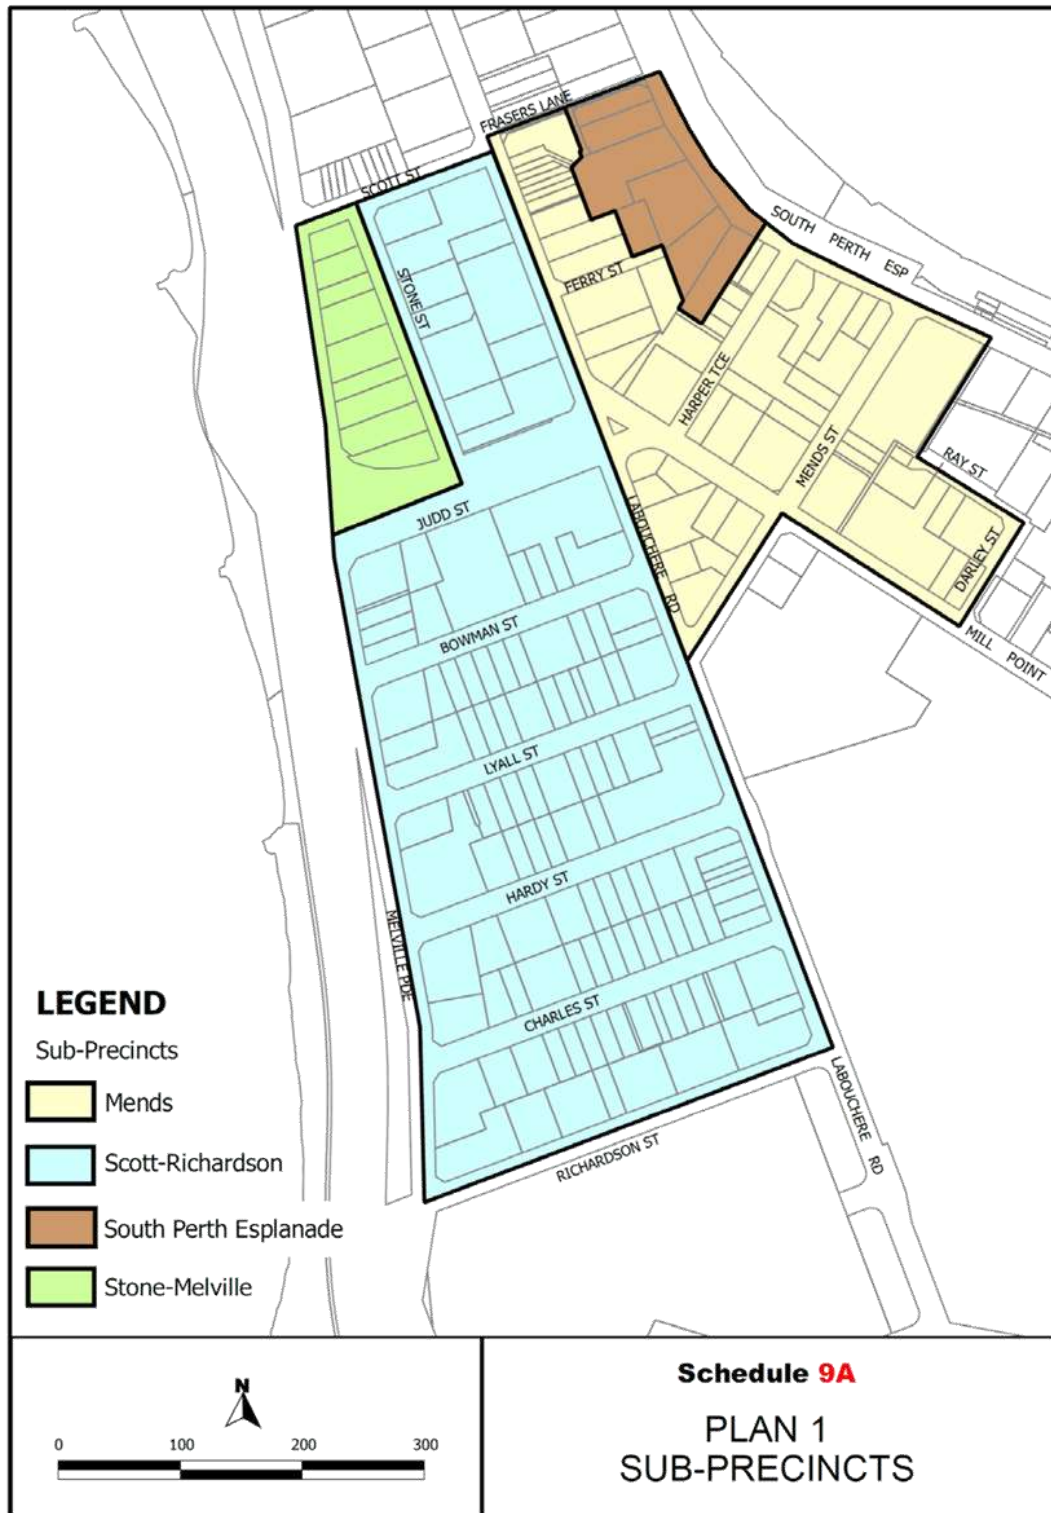 FRASERS LANE
SCOTT ST
SOUTH PERTH ESP
STONE ST
FERRY ST
HARPER TCE
MENDS ST
RAY ST
DARLEY ST
JUDD ST
LABOUCHERE RD
BOWMAN ST
MILL POINT
LYALL ST
HARDY ST
MELVILLE PDE
CHARLES ST
LABOUCHERE RD
RICHARDSON ST
LEGEND
Sub-Precincts
Mends
Scott-Richardson
South Perth Esplanade
Stone-Melville
N
0 100 200 300
Schedule 9A
PLAN 1
SUB-PRECINCTS